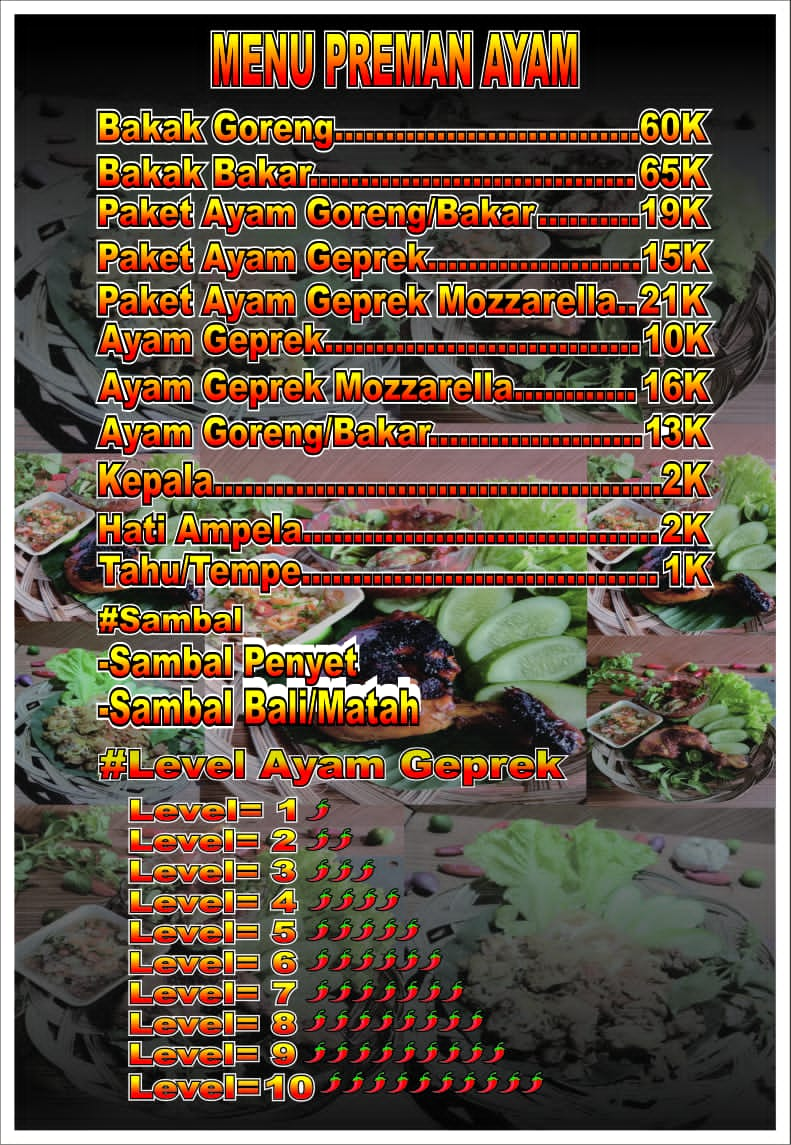 MENU PREMAN AYAM
Bakak Goreng..............................60K
Bakak Bakar................................ 65K
Paket Ayam Goreng/Bakar..........19K
Paket Ayam Geprek.....................15K
Paket Ayam Geprek Mozzarella..21K
Ayam Geprek............................... 10K
Ayam Geprek Mozzarella............ 16K
Ayam Goreng/Bakar.....................13K
Kepala............................................2K
Hati Ampela...................................2K
Tahu/Tempe................................... 1K
#Sambal
-Sambal Penyet
-Sambal Bali/Matah
#Level Ayam Geprek
Level= 1
Level= 2
Level= 3
Level= 4
Level= 5
Level= 6
Level= 7
Level= 8
Level= 9
Level=10